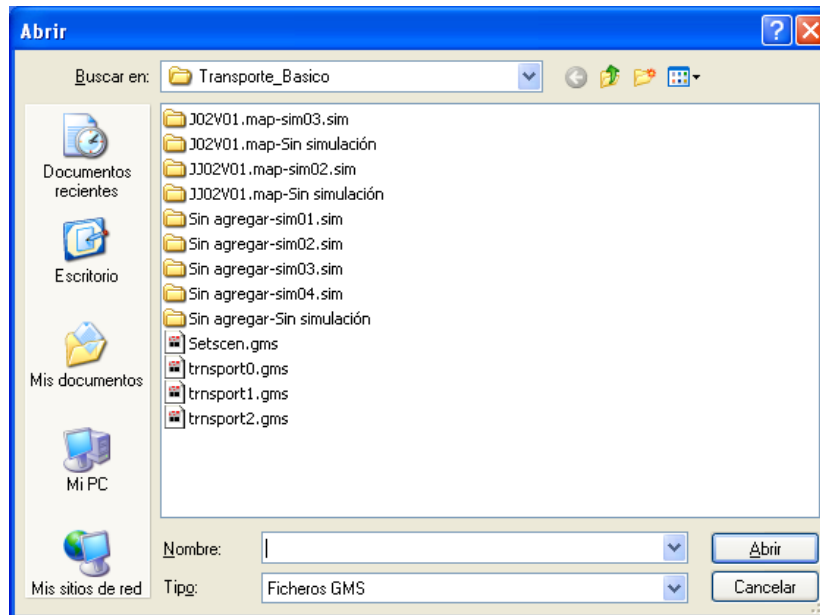 Abrir
Buscar en: Transporte_Basico
J02V01.map-sim03.sim
J02V01.map-Sin simulación
JJ02V01.map-sim02.sim
JJ02V01.map-Sin simulación
Sin agregar-sim01.sim
Sin agregar-sim02.sim
Sin agregar-sim03.sim
Sin agregar-sim04.sim
Sin agregar-Sin simulación
Setscen.gms
trnsport0.gms
trnsport1.gms
trnsport2.gms
Documentos
recientes
Escritorio
Mis documentos
Mi PC
Mis sitios de red
Nombre:
Abrir
Tipo: Ficheros GMS
Cancelar